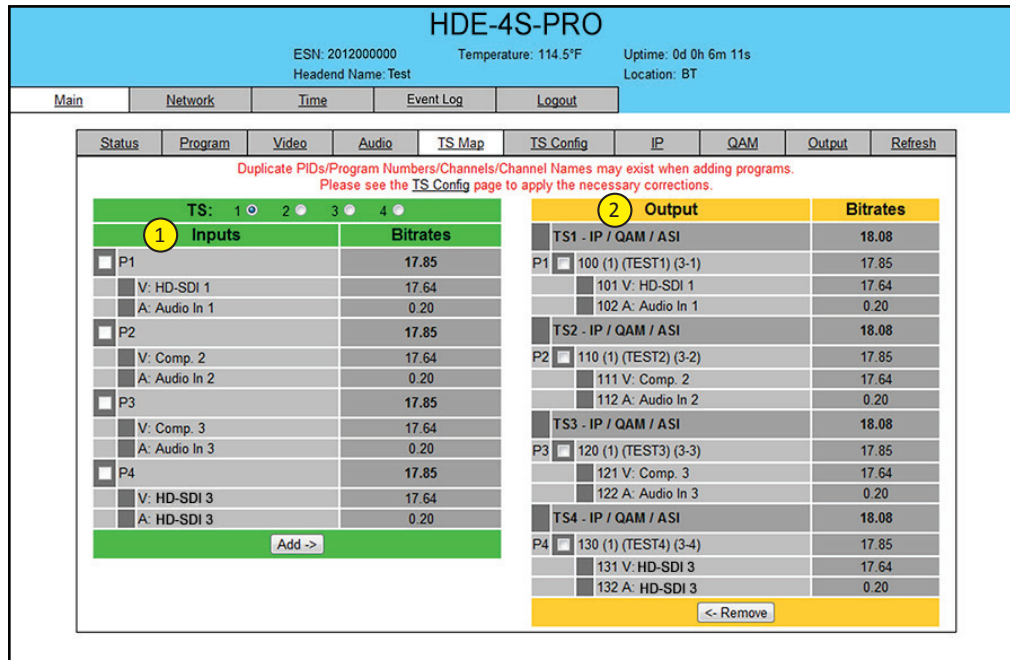 HDE-4S-PRO
ESN: 2012000000 Temperature: 114.5°F Uptime: 0d 0h 6m 11s
Headend Name: Test Location: BT
Main Network Time Event Log Logout
Status Program Video Audio TS Map TS Config IP QAM Output Refresh
Duplicate PIDs/Program Numbers/Channels/Channel Names may exist when adding programs.
Please see the TS Config page to apply the necessary corrections.
TS: 1 2 3 4
1 Inputs Bitrates
P1 17.85
V: HD-SDI 1 17.64
A: Audio In 1 0.20
P2 17.85
V: Comp. 2 17.64
A: Audio In 2 0.20
P3 17.85
V: Comp. 3 17.64
A: Audio In 3 0.20
P4 17.85
V: HD-SDI 3 17.64
A: HD-SDI 3 0.20
Add ->
2 Output Bitrates
TS1 - IP / QAM / ASI 18.08
P1 100 (1) (TEST1) (3-1) 17.85
101 V: HD-SDI 1 17.64
102 A: Audio In 1 0.20
TS2 - IP / QAM / ASI 18.08
P2 110 (1) (TEST2) (3-2) 17.85
111 V: Comp. 2 17.64
112 A: Audio In 2 0.20
TS3 - IP / QAM / ASI 18.08
P3 120 (1) (TEST3) (3-3) 17.85
121 V: Comp. 3 17.64
122 A: Audio In 3 0.20
TS4 - IP / QAM / ASI 18.08
P4 130 (1) (TEST4) (3-4) 17.85
131 V: HD-SDI 3 17.64
132 A: HD-SDI 3 0.20
<- Remove